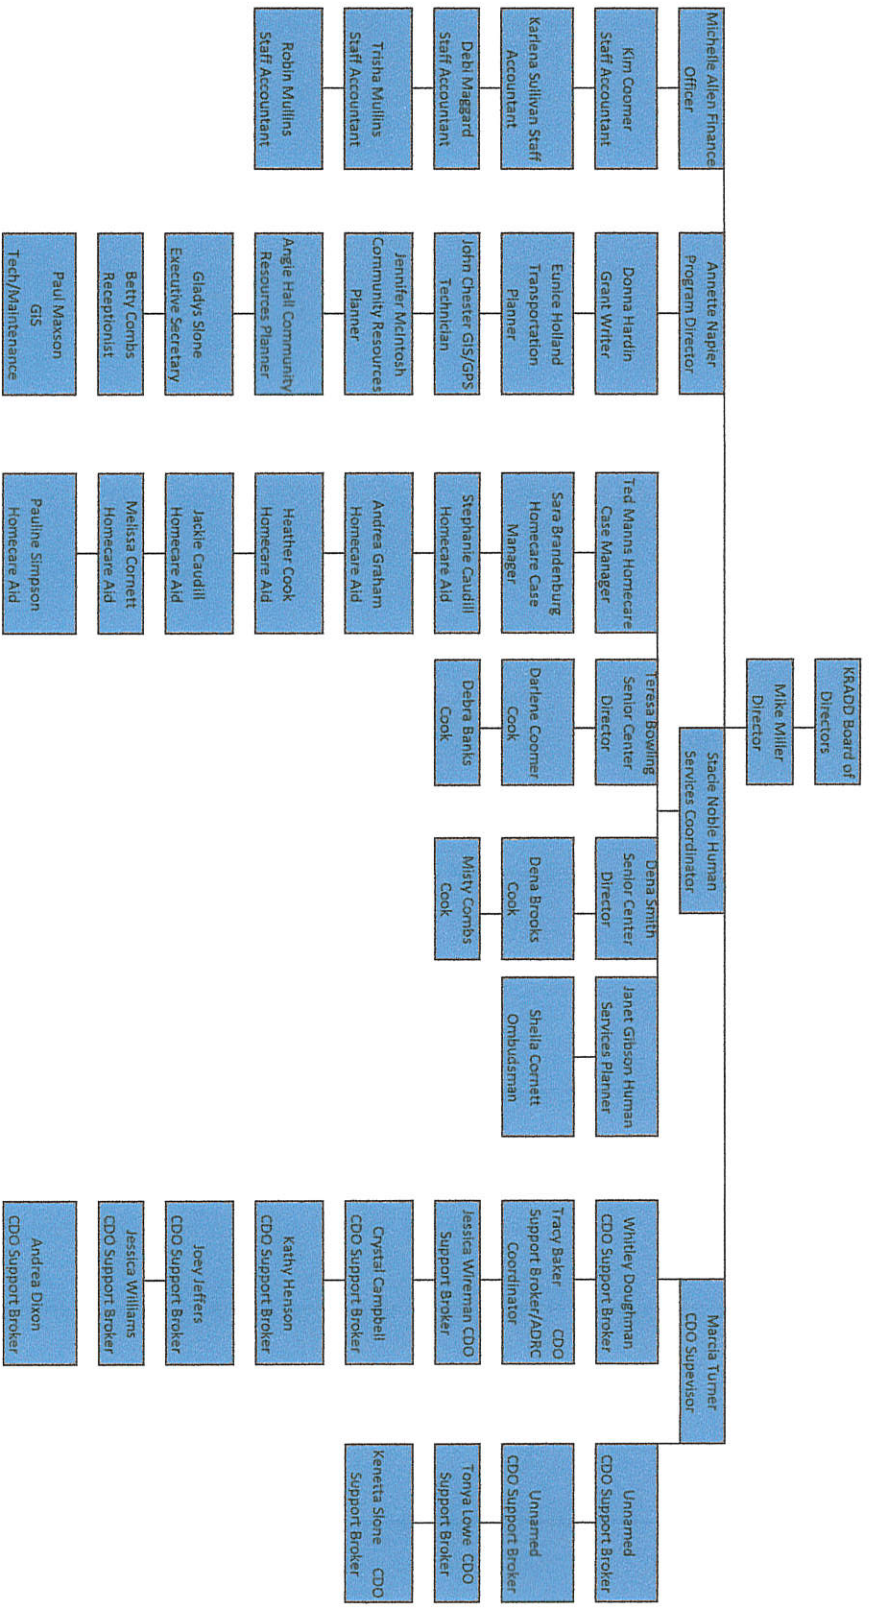 KRADD Board of
Directors
Mike Miller
Director
Michelle Allen Finance
Officer
Kim Coomer
Staff Accountant
Karlena Sullivan Staff
Accountant
Debi Maggard
Staff Accountant
Trisha Mullins
Staff Accountant
Robin Mullins
Staff Accountant
Annette Napier
Program Director
Donna Hardin
Grant Writer
Eunice Holland
Transportation
Planner
John Chester GIS/GPS
Technician
Jennifer McIntosh
Community Resources
Planner
Angie Hall Community
Resources Planner
Gladys Slone
Executive Secretary
Betty Combs
Receptionist
Paul Maxson
GIS
Tech/Maintenance
Stacie Noble Human
Services Coordinator
Ted Manns Homecare
Case Manager
Sara Brandenburg
Homecare Case
Manager
Stephanie Caudill
Homecare Aid
Andrea Graham
Homecare Aid
Heather Cook
Homecare Aid
Jackie Caudill
Homecare Aid
Melissa Cornett
Homecare Aid
Pauline Simpson
Homecare Aid
Teresa Bowling
Senior Center
Director
Darlene Coomer
Cook
Debra Banks
Cook
Dena Smith
Senior Center
Director
Dena Brooks
Cook
Misty Combs
Cook
Janet Gibson Human
Services Planner
Sheila Cornett
Ombudsman
Marcia Turner
CDO Supevisor
Whitley Doughman
CDO Support Broker
Tracy Baker CDO
Support Broker/ADRC
Coordinator
Jessica Wireman CDO
Support Broker
Crystal Campbell
CDO Support Broker
Kathy Henson
CDO Support Broker
Joey Jeffers
CDO Support Broker
Jessica Williams
CDO Support Broker
Andrea Dixon
CDO Support Broker
Unnamed
CDO Support Broker
Unnamed
CDO Support Broker
Tonya Lowe CDO
Support Broker
Kenetta Slone CDO
Support Broker